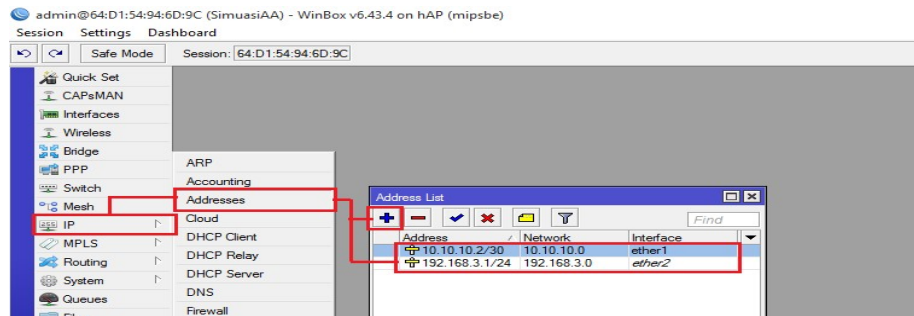 admin@64:D1:54:94:6D:9C (SimuasiAA) - WinBox v6.43.4 on hAP (mipsbe)
Session Settings Dashboard
Safe Mode Session: 64:D1:54:94:6D:9C
Quick Set
CAPsMAN
Interfaces
Wireless
Bridge
PPP
Switch
Mesh
IP
MPLS
Routing
System
Queues
ARP
Accounting
Addresses
Cloud
DHCP Client
DHCP Relay
DHCP Server
DNS
Firewall
Address List
Find
Address Network Interface
10.10.10.2/30 10.10.10.0 ether1
192.168.3.1/24 192.168.3.0 ether2